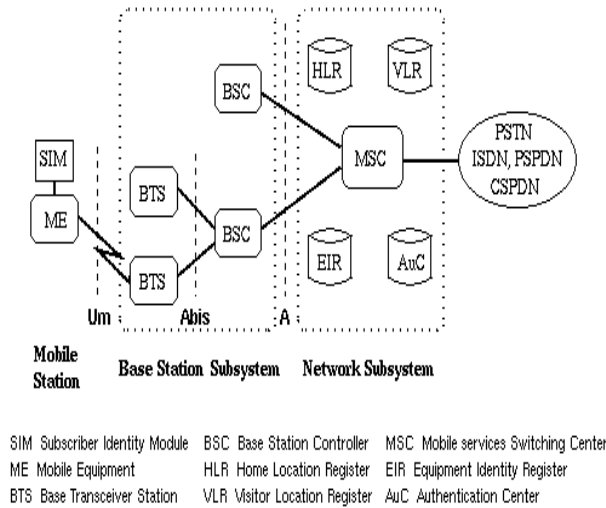 HLR
VLR
BSC
PSTN
ISDN, PSPDN
CSPDN
SIM
MSC
BTS
ME
BSC
EIR
AuC
BTS
Um
Abis
A
Mobile
Station
Base Station Subsystem
Network Subsystem
SIM Subscriber Identity Module
BSC Base Station Controller
MSC Mobile services Switching Center
ME Mobile Equipment
HLR Home Location Register
EIR Equipment Identity Register
BTS Base Transceiver Station
VLR Visitor Location Register
AuC Authentication Center